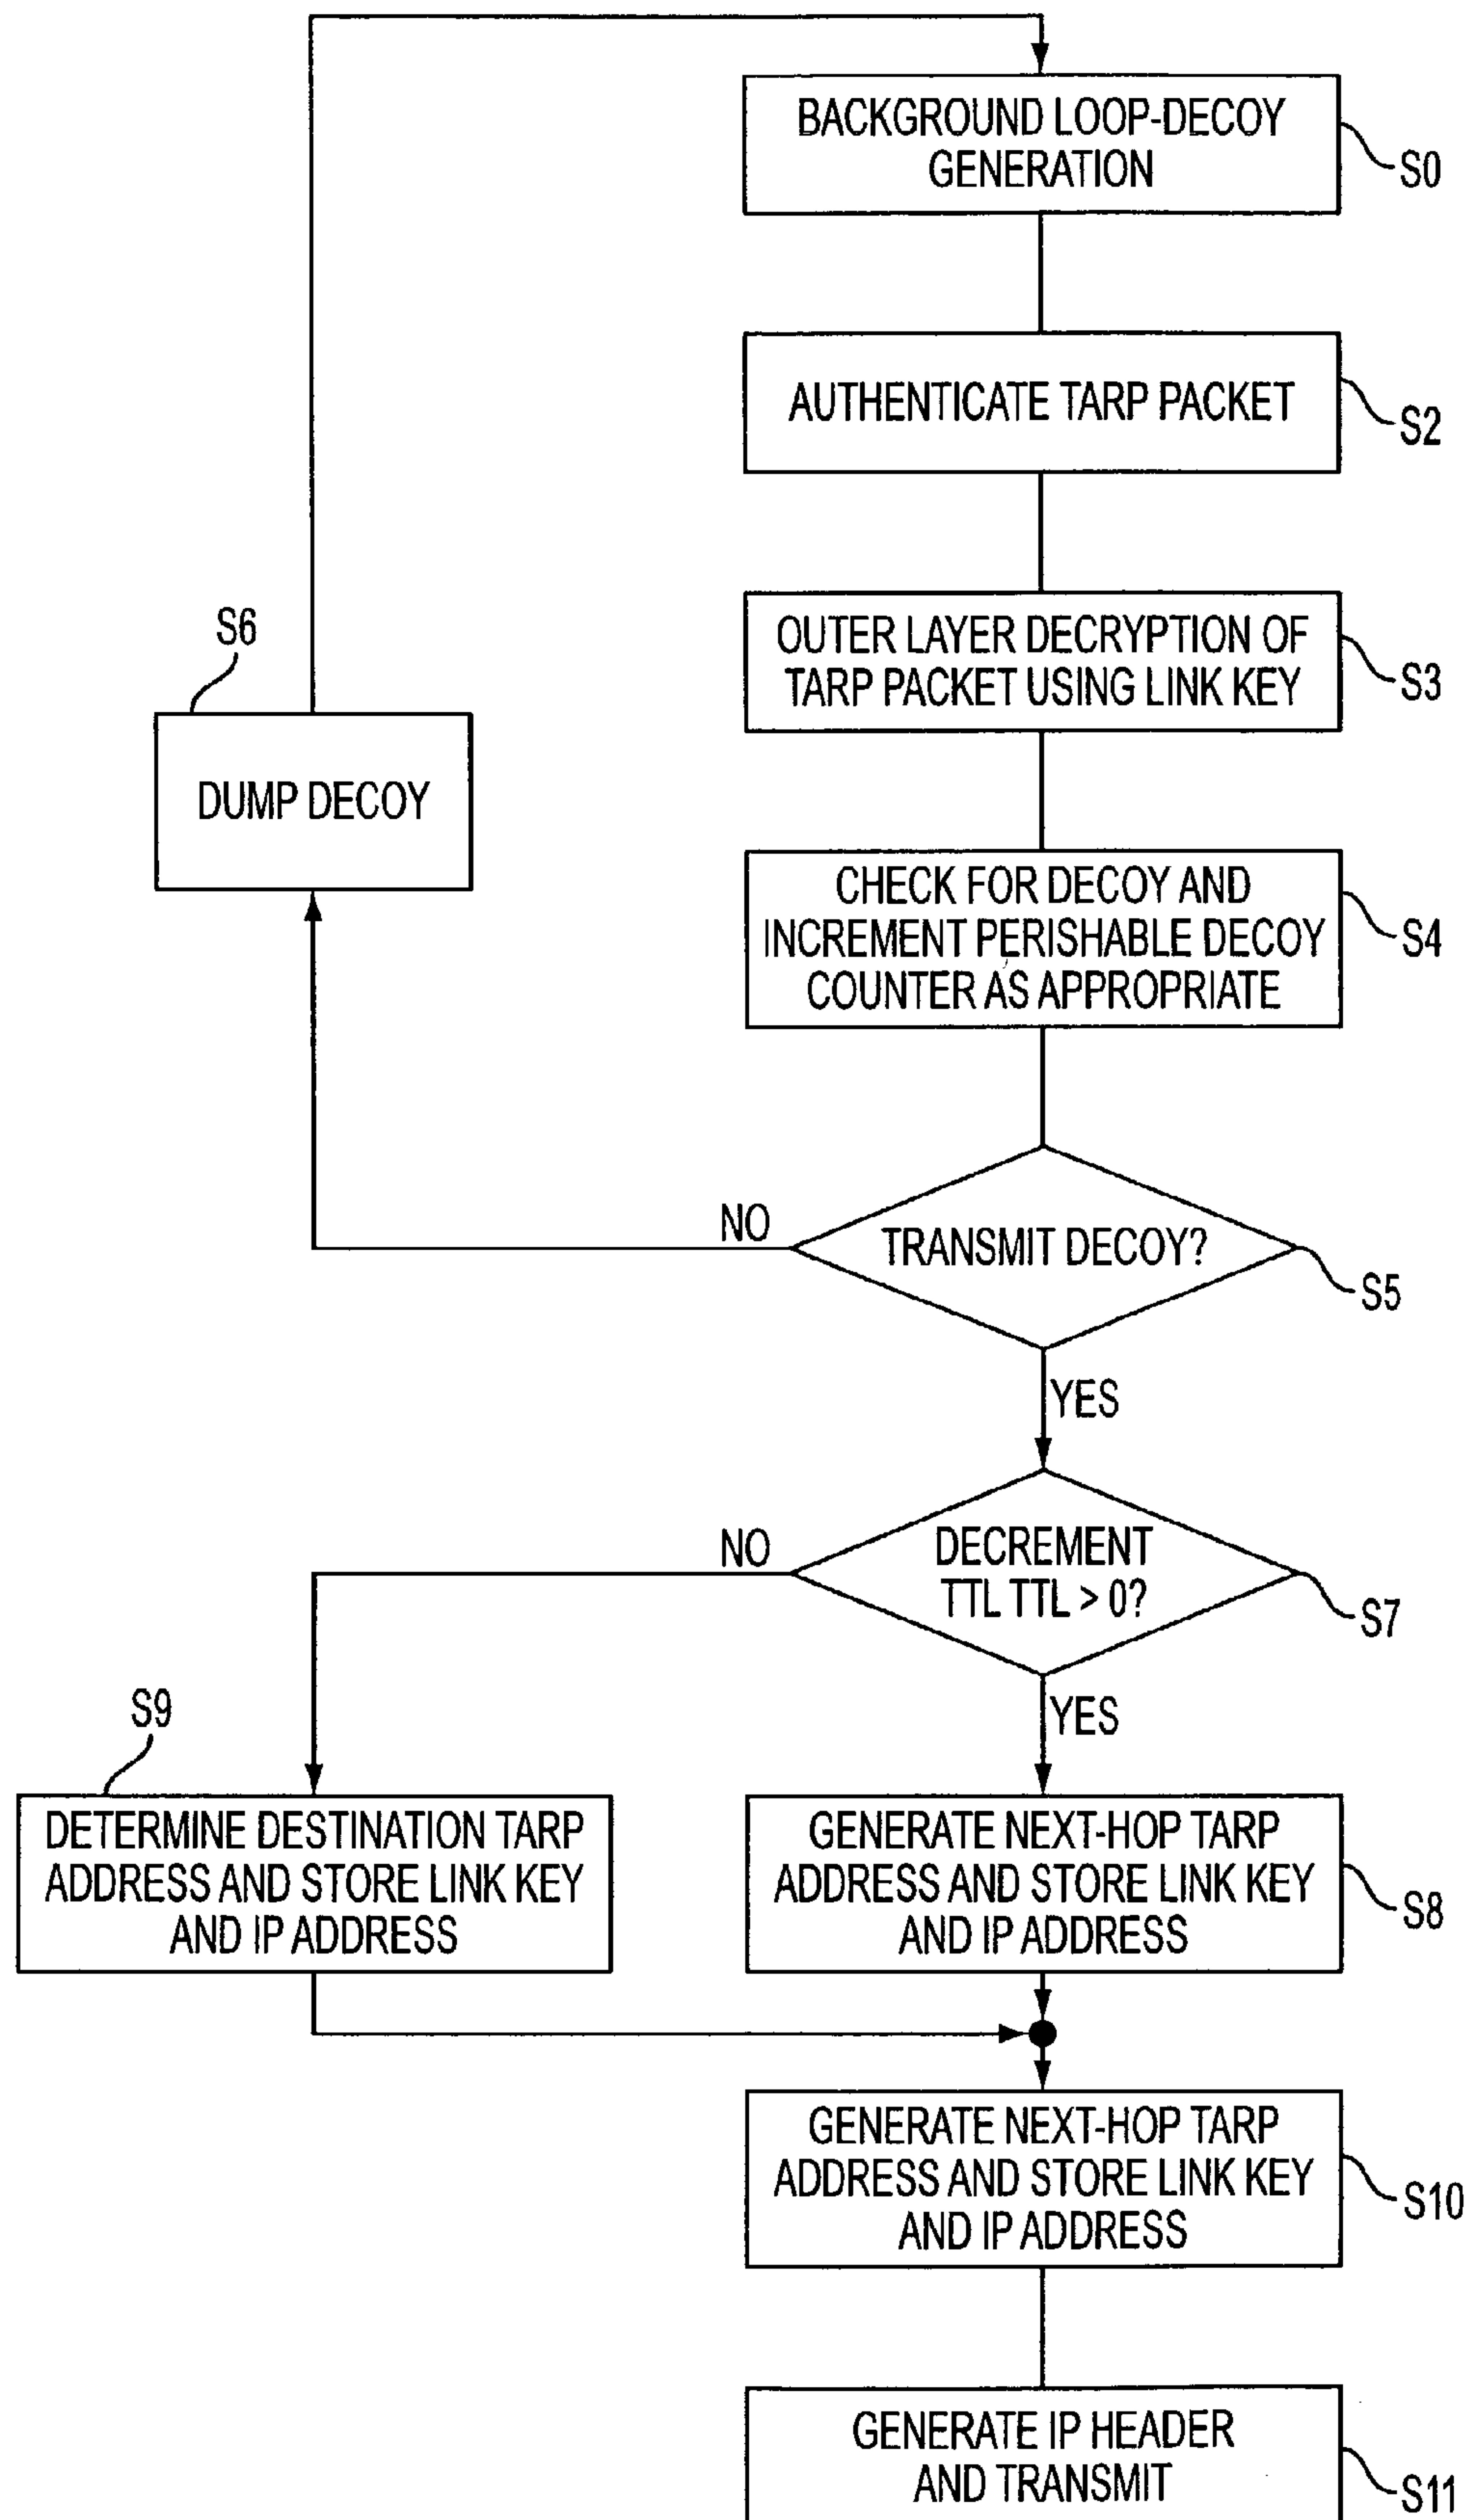 BACKGROUND LOOP-DECOY
GENERATION
S0
AUTHENTICATE TARP PACKET
S2
OUTER LAYER DECRYPTION OF
TARP PACKET USING LINK KEY
S3
S6
DUMP DECOY
CHECK FOR DECOY AND
INCREMENT PERISHABLE DECOY
COUNTER AS APPROPRIATE
S4
NO
TRANSMIT DECOY?
S5
YES
NO
DECREMENT
TTL TTL > 0?
S7
YES
S9
DETERMINE DESTINATION TARP
ADDRESS AND STORE LINK KEY
AND IP ADDRESS
GENERATE NEXT-HOP TARP
ADDRESS AND STORE LINK KEY
AND IP ADDRESS
S8
GENERATE NEXT-HOP TARP
ADDRESS AND STORE LINK KEY
AND IP ADDRESS
S10
GENERATE IP HEADER
AND TRANSMIT
S11